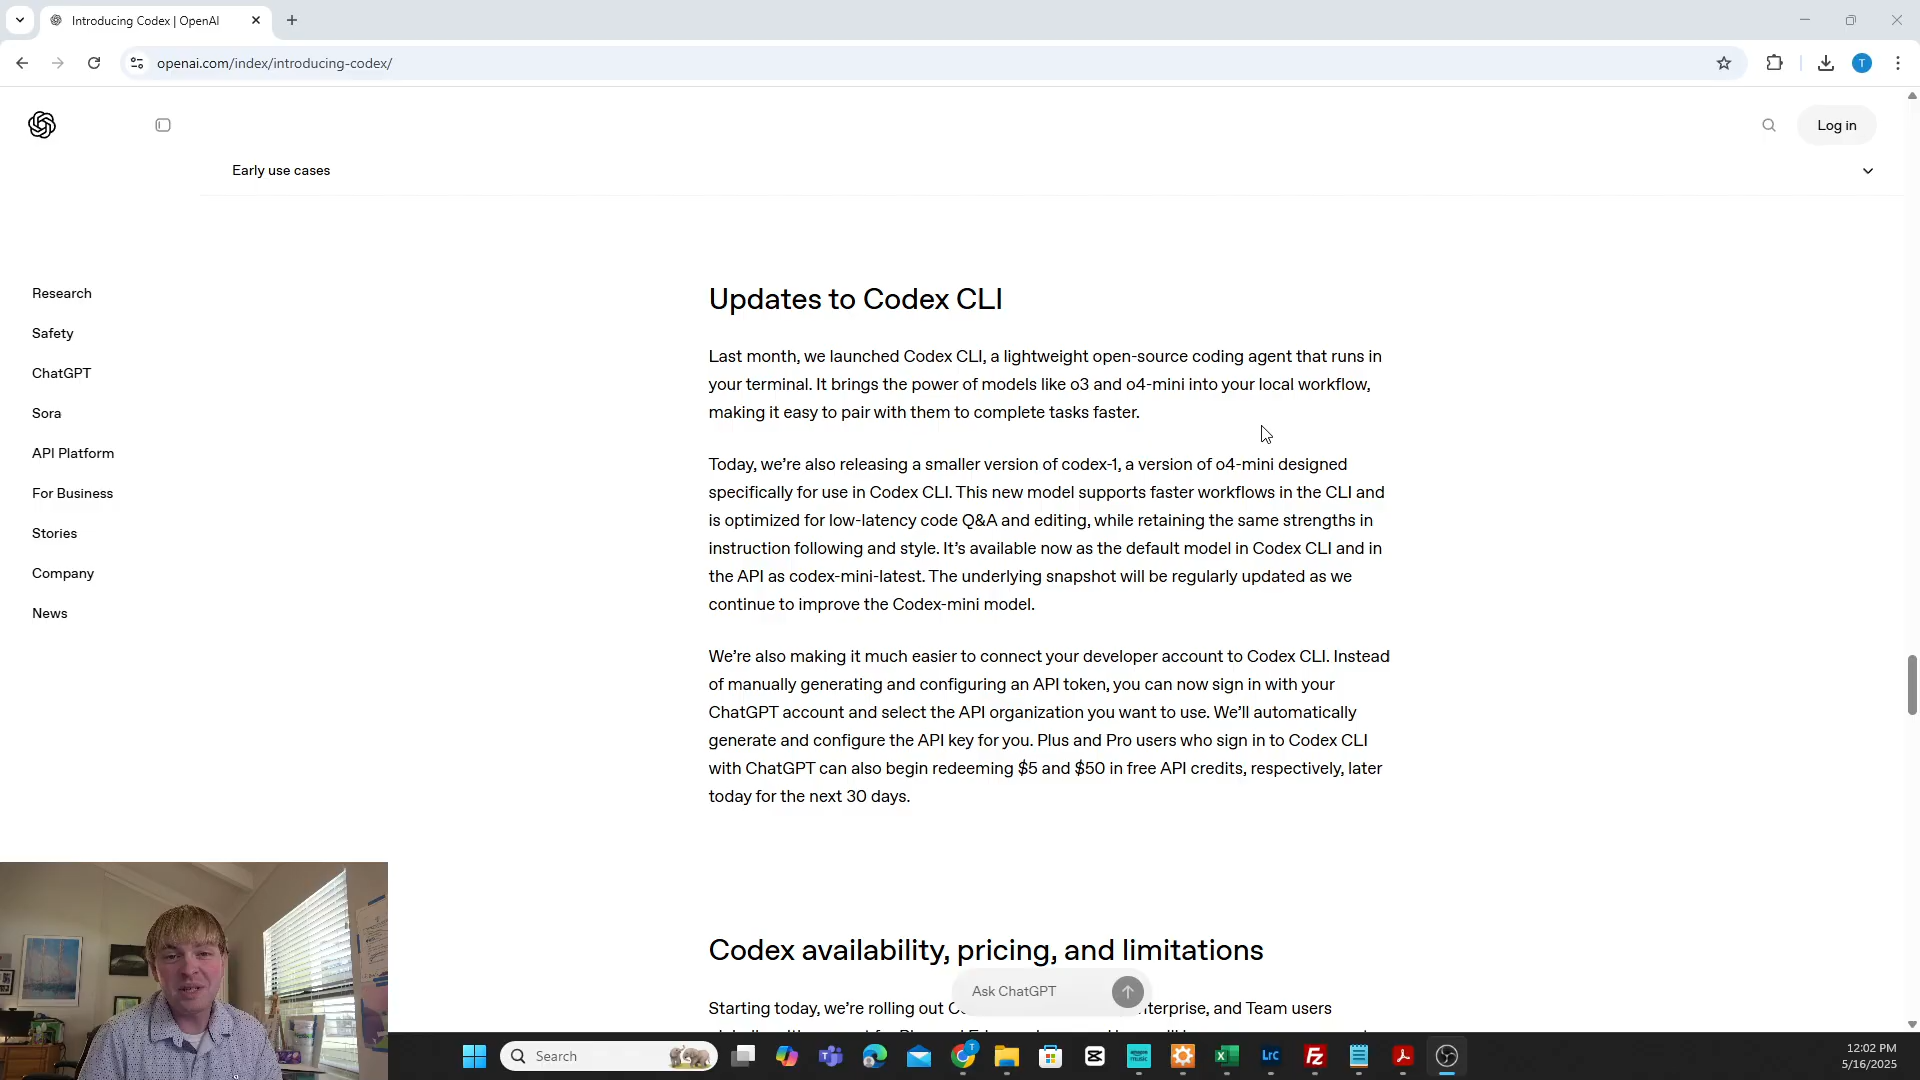 Introducing Codex | OpenAI
openai.com/index/introducing-codex/
T
Log in
Early use cases
Research
Safety
ChatGPT
Sora
API Platform
For Business
Stories
Company
News
Updates to Codex CLI
Last month, we launched Codex CLI, a lightweight open-source coding agent that runs in
your terminal. It brings the power of models like o3 and o4-mini into your local workflow,
making it easy to pair with them to complete tasks faster.
Today, we’re also releasing a smaller version of codex-1, a version of o4-mini designed
specifically for use in Codex CLI. This new model supports faster workflows in the CLI and
is optimized for low-latency code Q&A and editing, while retaining the same strengths in
instruction following and style. It’s available now as the default model in Codex CLI and in
the API as codex-mini-latest. The underlying snapshot will be regularly updated as we
continue to improve the Codex-mini model.
We’re also making it much easier to connect your developer account to Codex CLI. Instead
of manually generating and configuring an API token, you can now sign in with your
ChatGPT account and select the API organization you want to use. We’ll automatically
generate and configure the API key for you. Plus and Pro users who sign in to Codex CLI
with ChatGPT can also begin redeeming $5 and $50 in free API credits, respectively, later
today for the next 30 days.
Codex availability, pricing, and limitations
Ask ChatGPT
Starting today, we’re rolling out and Team users
Search
T
amazon music
Lrc
12:02 PM
5/16/2025